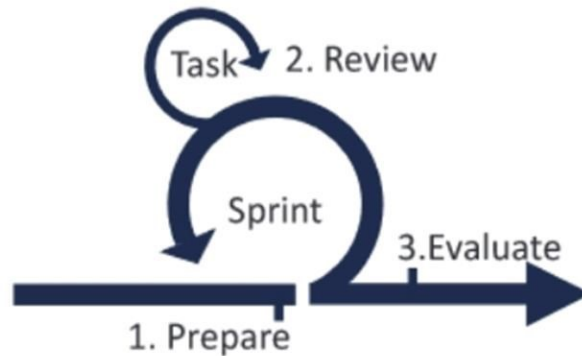 Task
2. Review
Sprint
3.Evaluate
1. Prepare